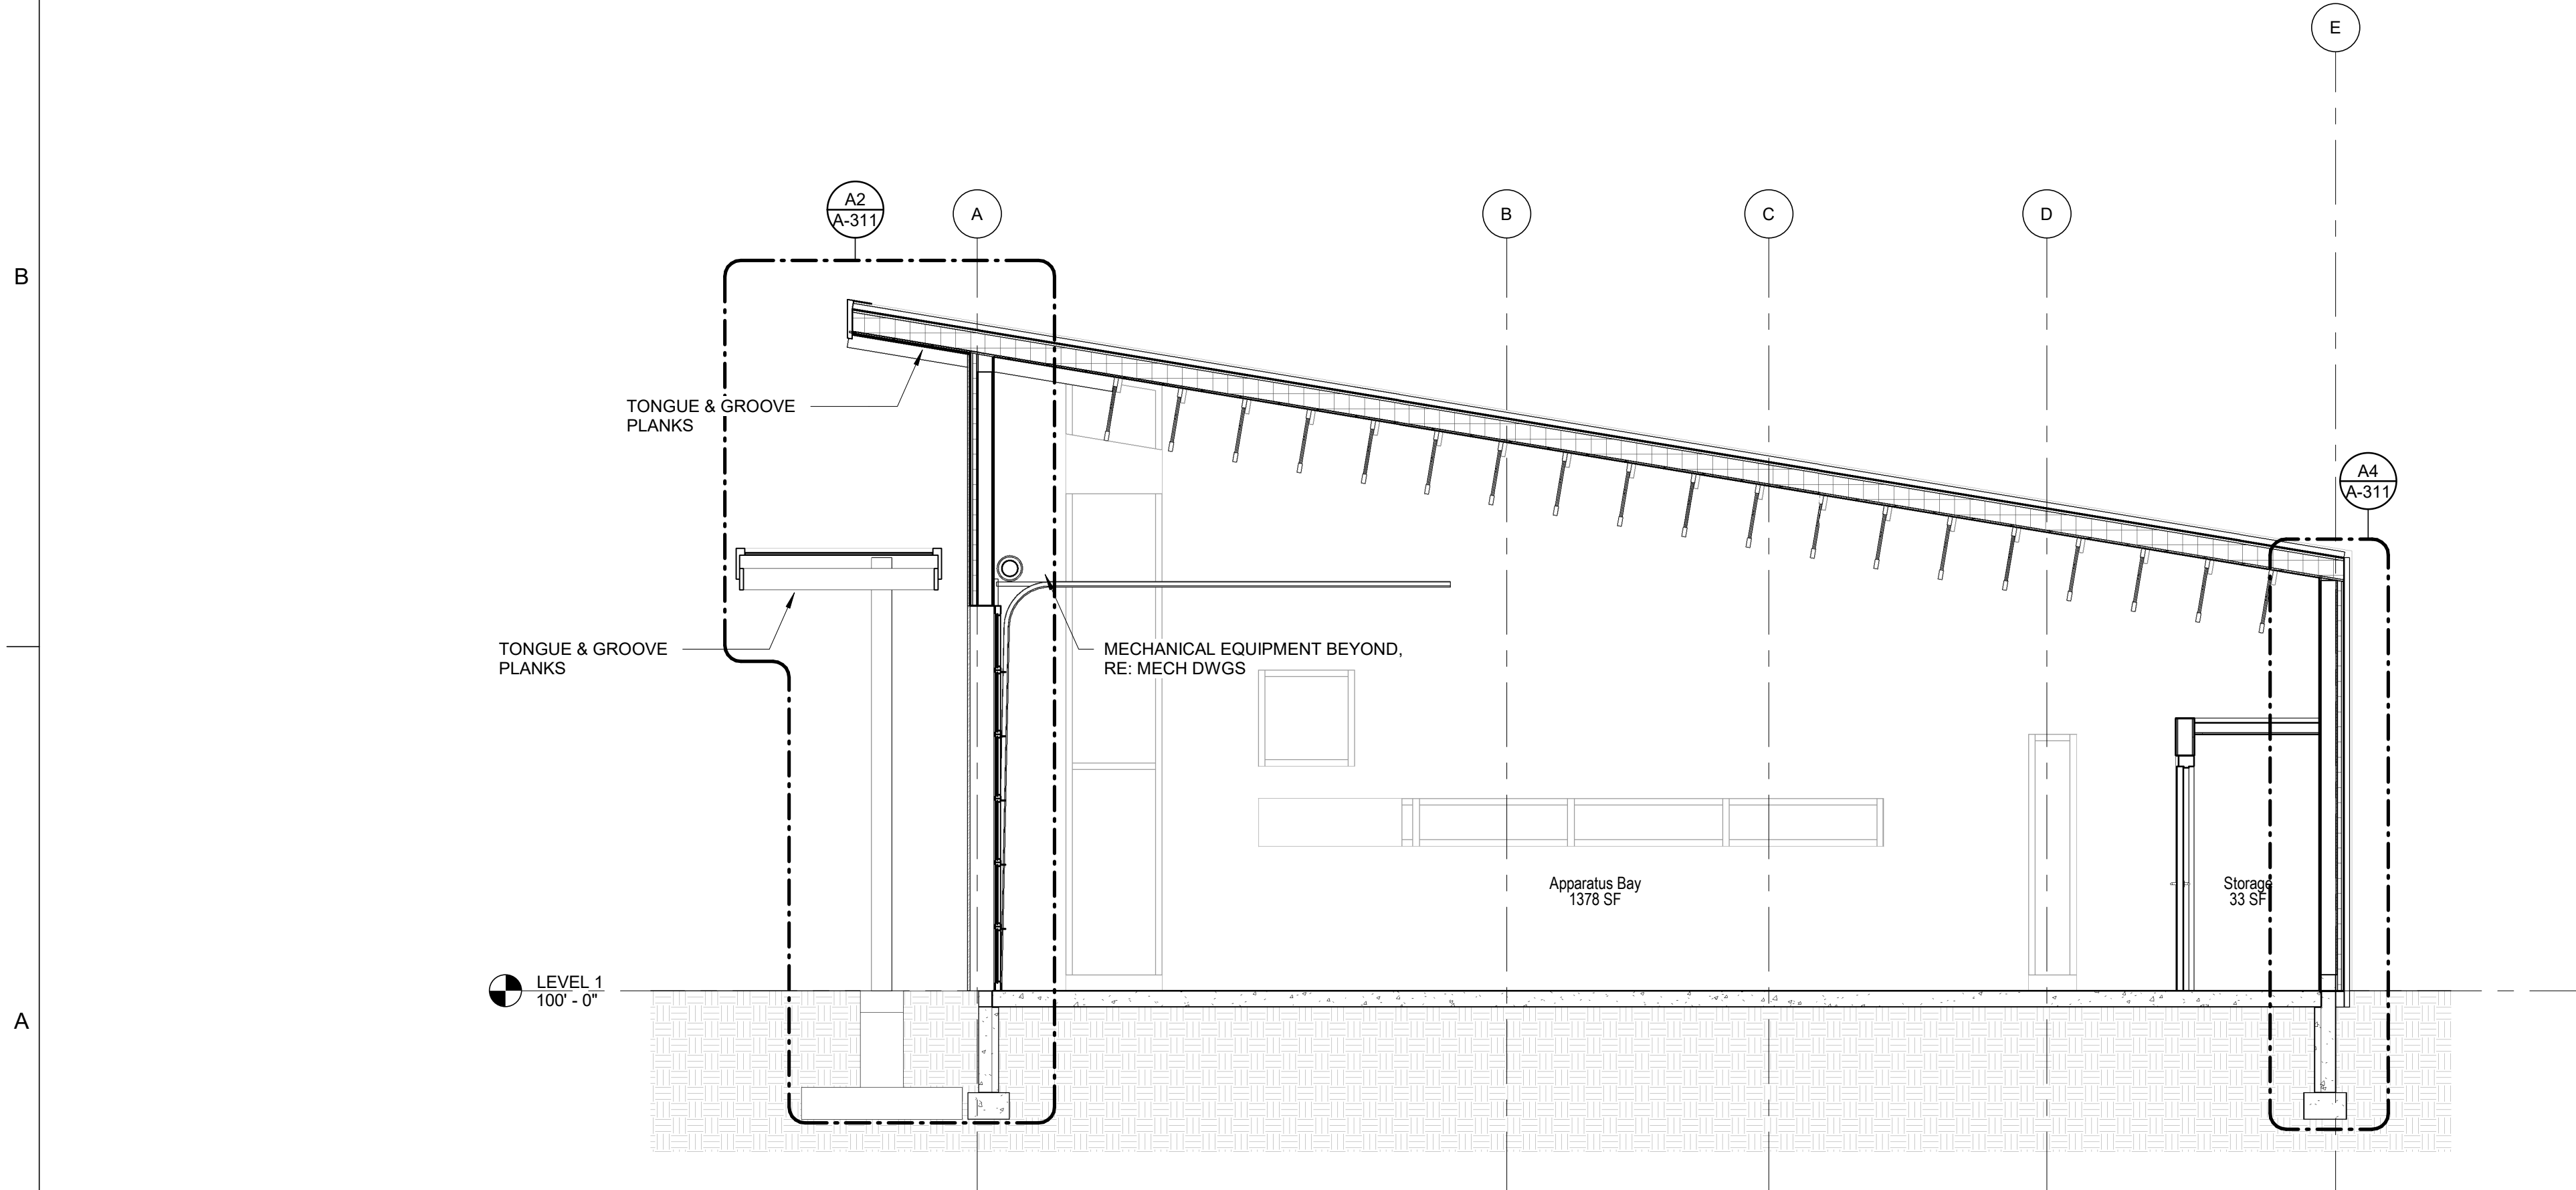 E
A2
A-311
A
B
C
D
B
TONGUE & GROOVE
PLANKS
A4
A-311
TONGUE & GROOVE
PLANKS
MECHANICAL EQUIPMENT BEYOND,
RE: MECH DWGS
Apparatus Bay
1378 SF
Storage
33 SF
LEVEL 1
100' - 0"
A